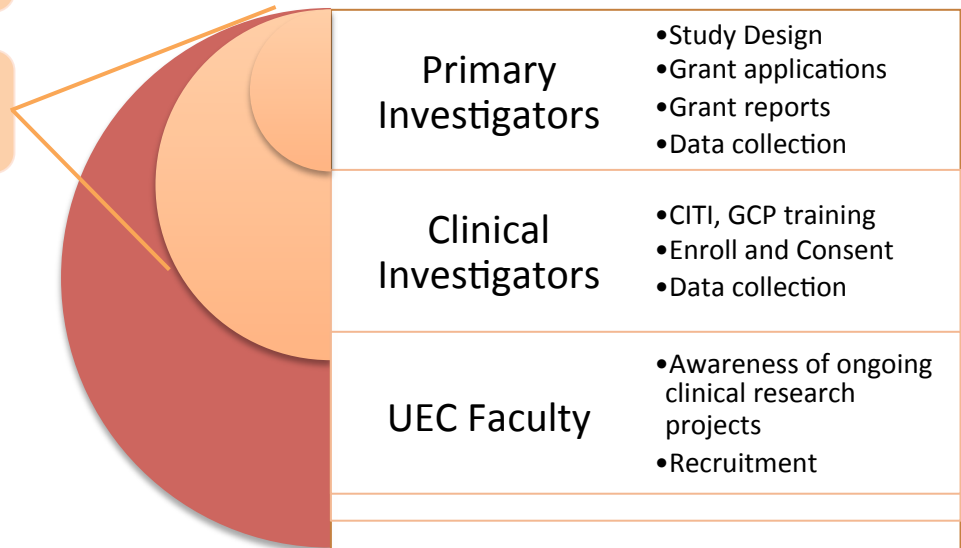 Primary
Investigators
•Study Design
•Grant applications
•Grant reports
•Data collection
Clinical
Investigators
•CITI, GCP training
•Enroll and Consent
•Data collection
UEC Faculty
•Awareness of ongoing
clinical research
projects
•Recruitment